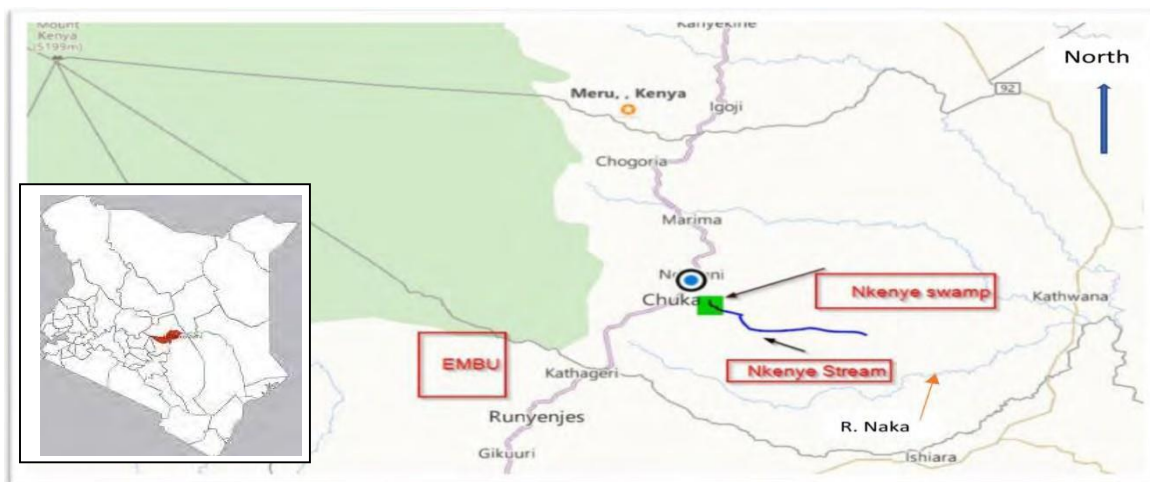 Mount
Kenya
(5199m)
Kanyekine
North
92
Meru, , Kenya
Igoji
Chogoria
Marima
Nkenye swamp
Kathwana
Chuka
EMBU
Nkenye Stream
Kathageri
Runyenjes
R. Naka
Gikuuri
Ishiara